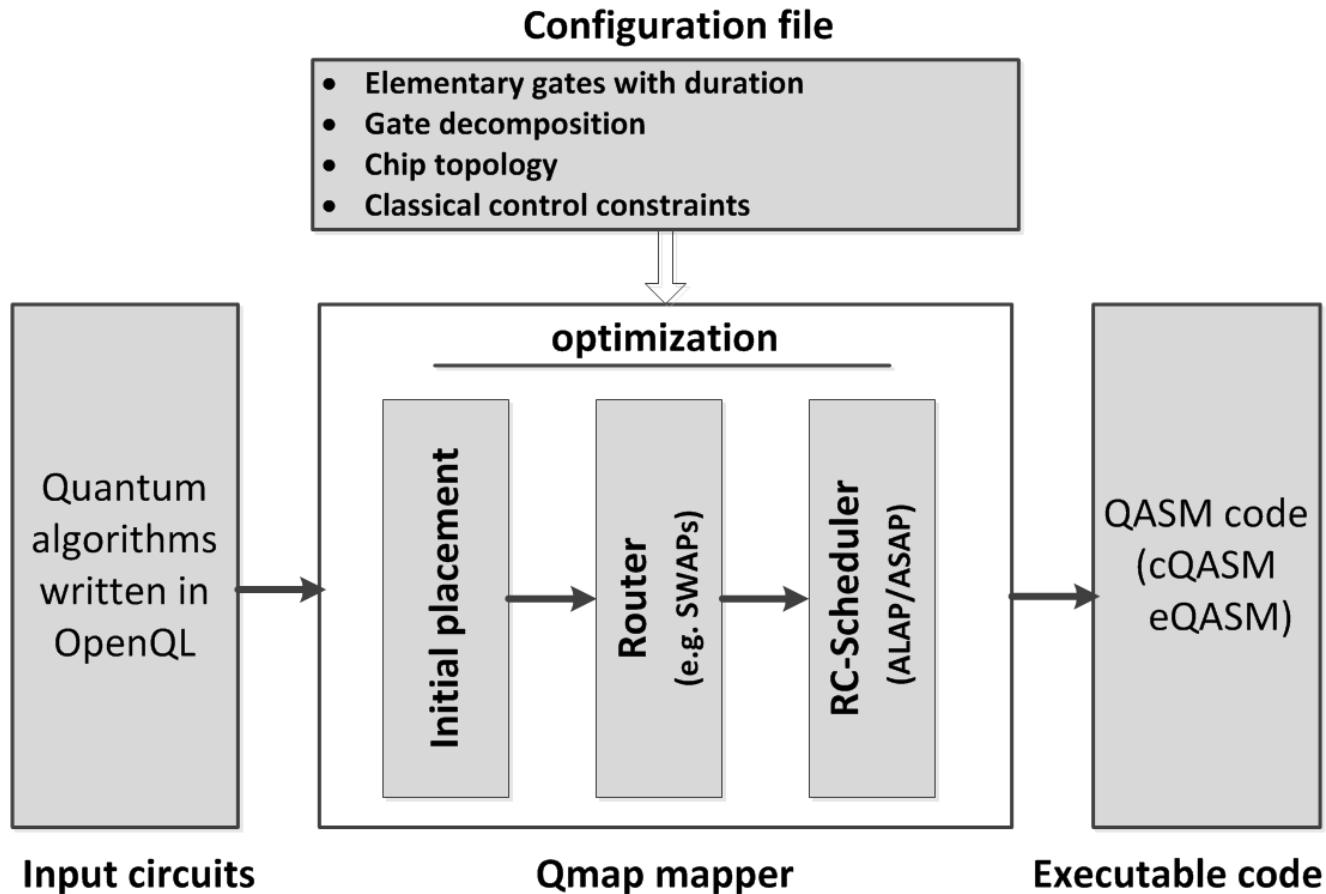 Configuration file
• Elementary gates with duration
• Gate decomposition
• Chip topology
• Classical control constraints
optimization
Quantum
algorithms
written in
OpenQL
Initial placement
Router
(e.g. SWAPs)
RC-Scheduler
(ALAP/ASAP)
QASM code
(cQASM
eQASM)
Input circuits
Qmap mapper
Executable code